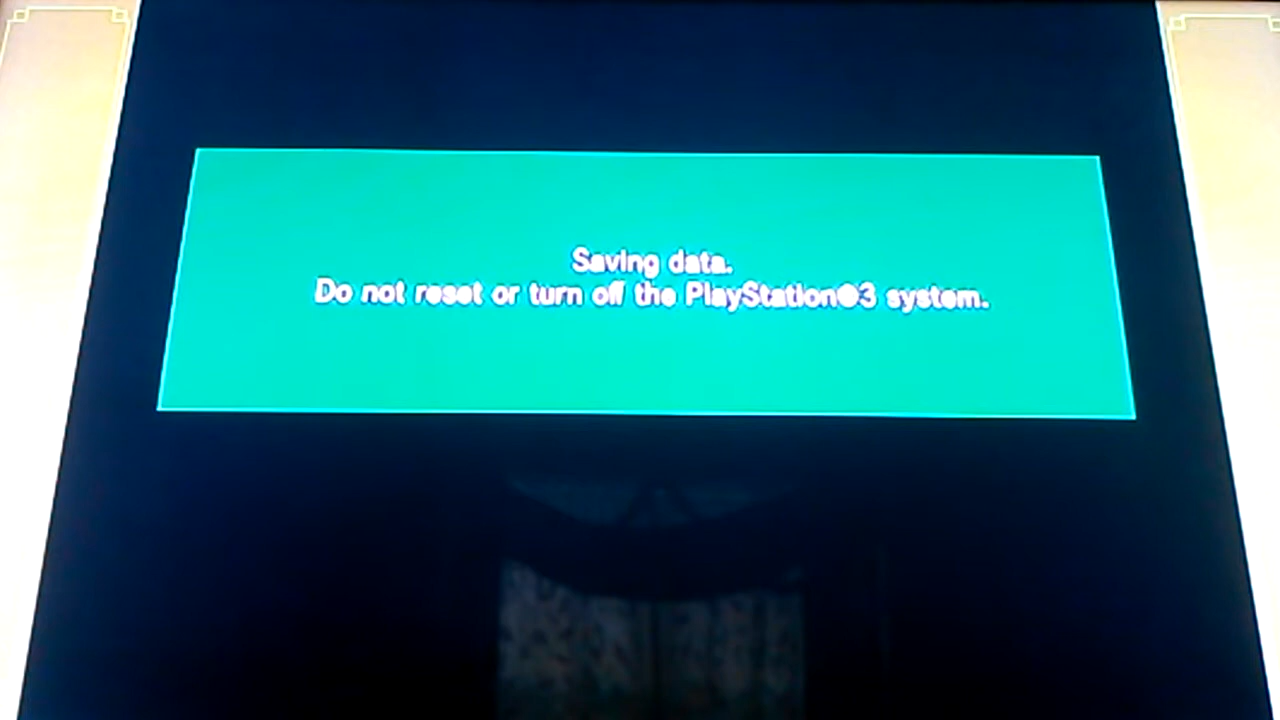 Saving data.
Do not reset or turn off the PlayStation®3 system.